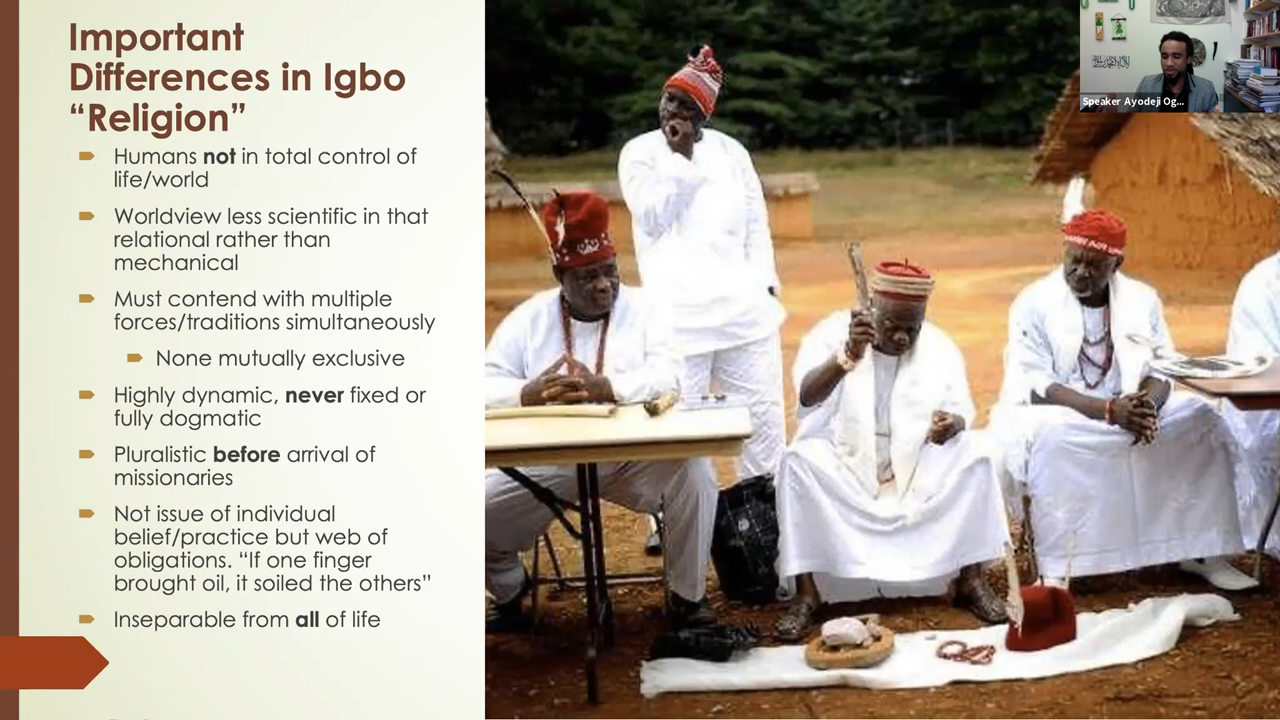 Important
Differences in Igbo
“Religion”
Humans not in total control of
life/world
Worldview less scientific in that
relational rather than
mechanical
Must contend with multiple
forces/traditions simultaneously
None mutually exclusive
Highly dynamic, never fixed or
fully dogmatic
Pluralistic before arrival of
missionaries
Not issue of individual
belief/practice but web of
obligations. “If one finger
brought oil, it soiled the others”
Inseparable from all of life
Speaker Ayodeji Og...